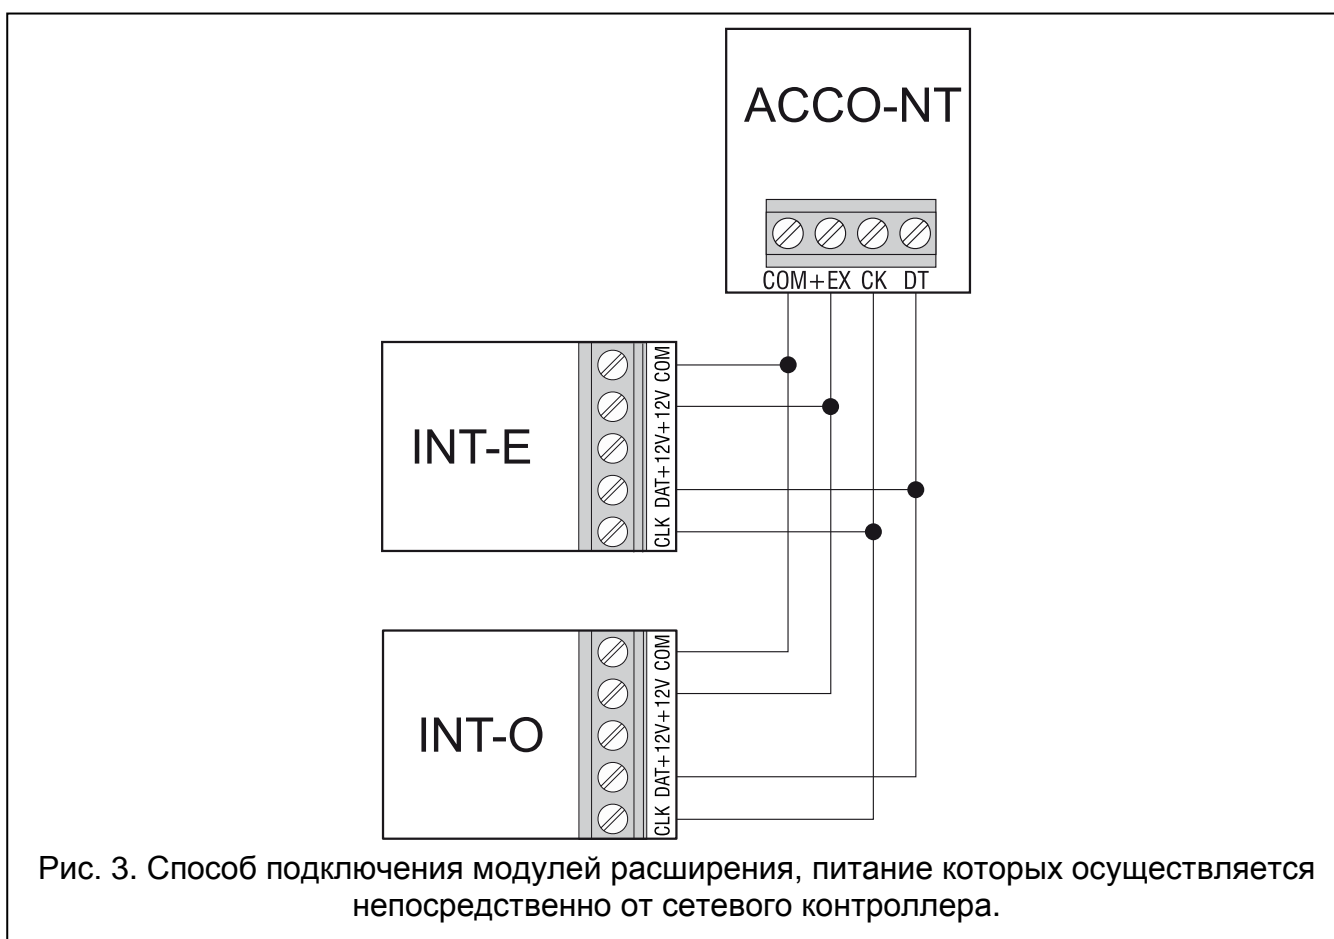 ACCO-NT
COM+EX CK DT
INT-E
CLK DAT+12V+12V COM
INT-O
CLK DAT+12V+12V COM
Рис. 3. Способ подключения модулей расширения, питание которых осуществляется
непосредственно от сетевого контроллера.